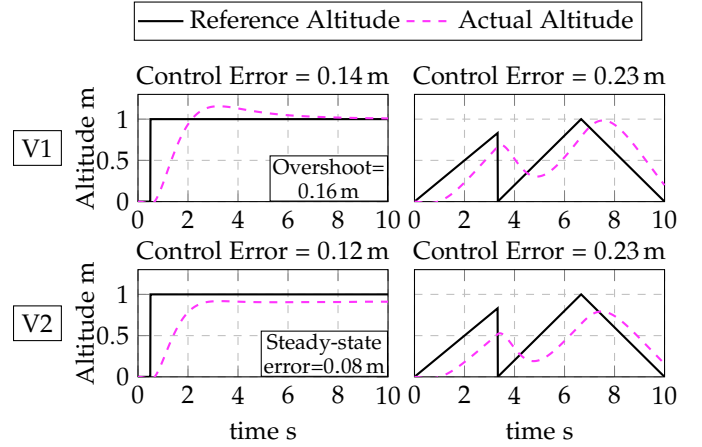 Reference Altitude Actual Altitude
Control Error = 0.14 m Control Error = 0.23 m
V1
Altitude m
1
0.5
0
Overshoot=
0.16 m
0 2 4 6 8 10 0 2 4 6 8 10
Control Error = 0.12 m Control Error = 0.23 m
V2
Altitude m
1
0.5
0
Steady-state
error=0.08 m
0 2 4 6 8 10 0 2 4 6 8 10
time s time s